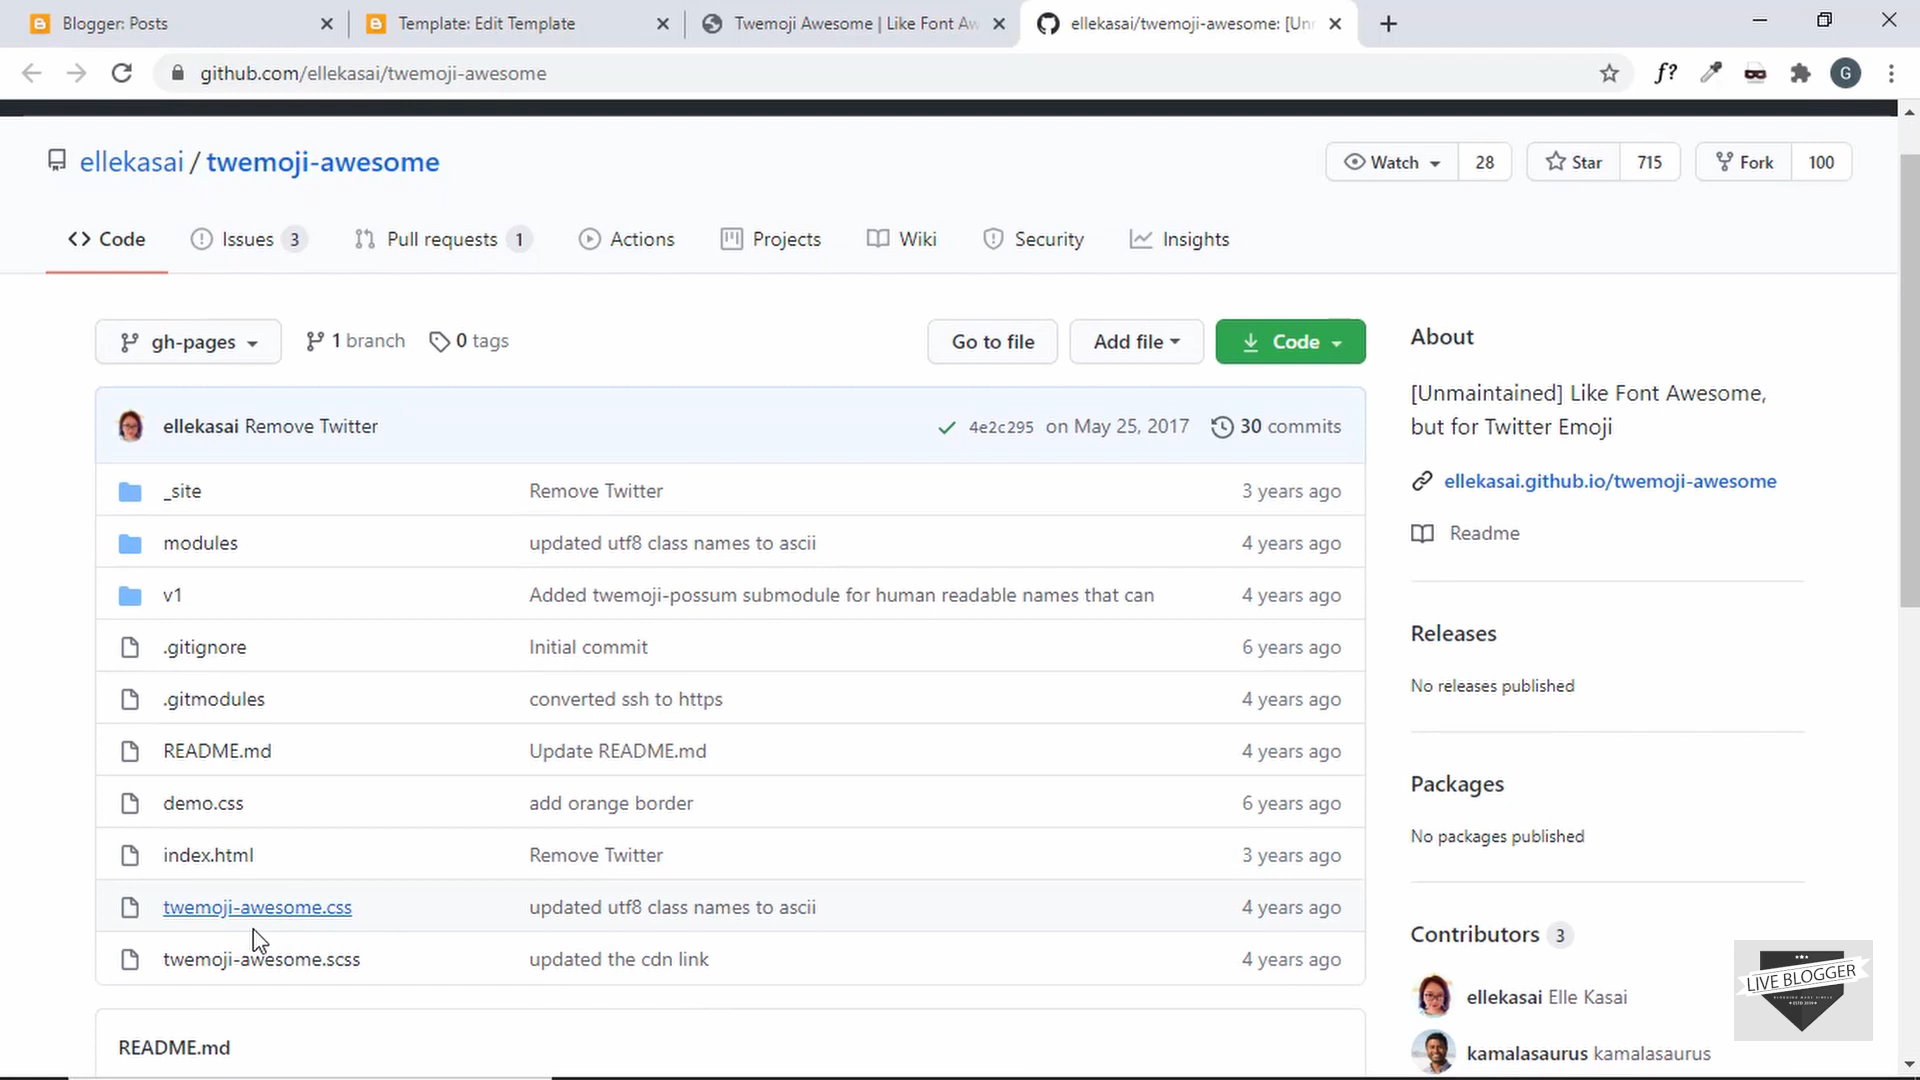 Blogger: Posts
Template: Edit Template
Twemoji Awesome | Like Font Aw
ellekasai/twemoji-awesome: [Un
github.com/ellekasai/twemoji-awesome
f?
G
ellekasai / twemoji-awesome
Watch 28
Star 715
Fork 100
Code
Issues 3
Pull requests 1
Actions
Projects
Wiki
Security
Insights
gh-pages
1 branch
0 tags
Go to file
Add file
Code
ellekasai Remove Twitter
4e2c295 on May 25, 2017
30 commits
_site Remove Twitter 3 years ago
modules updated utf8 class names to ascii 4 years ago
v1 Added twemoji-possum submodule for human readable names that can 4 years ago
.gitignore Initial commit 6 years ago
.gitmodules converted ssh to https 4 years ago
README.md Update README.md 4 years ago
demo.css add orange border 6 years ago
index.html Remove Twitter 3 years ago
twemoji-awesome.css updated utf8 class names to ascii 4 years ago
twemoji-awesome.scss updated the cdn link 4 years ago
README.md
About
[Unmaintained] Like Font Awesome,
but for Twitter Emoji
ellekasai.github.io/twemoji-awesome
Readme
Releases
No releases published
Packages
No packages published
Contributors 3
ellekasai Elle Kasai
kamalasaurus kamalasaurus
LIVE BLOGGER